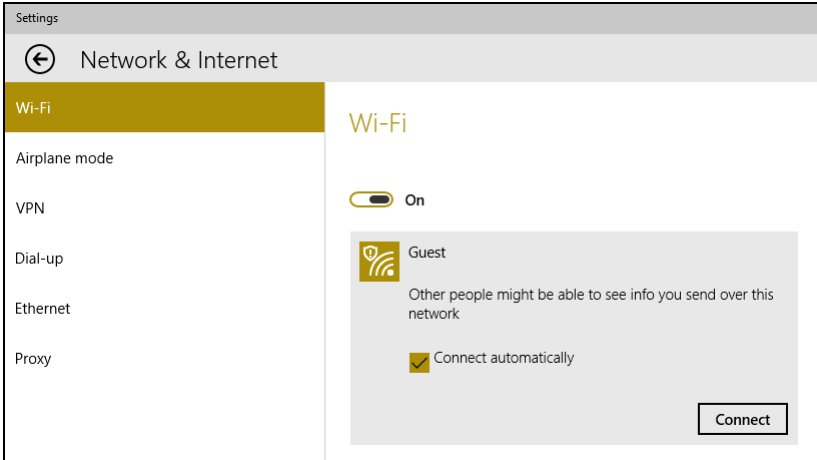 Settings
Network & Internet
Wi-Fi
Airplane mode
VPN
Dial-up
Ethernet
Proxy
Wi-Fi
On
Guest
Other people might be able to see info you send over this
network
Connect automatically
Connect